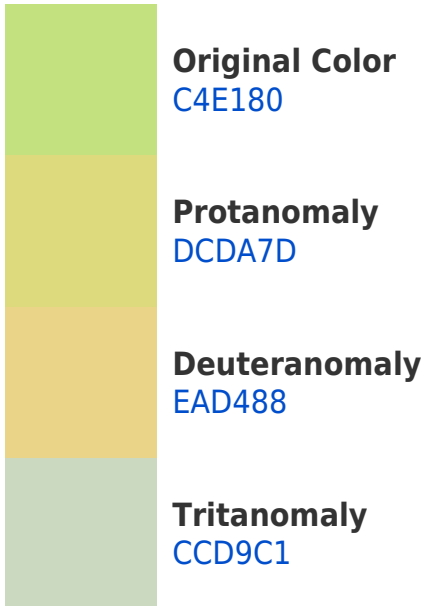 Original Color
C4E180
Protanomaly
DCDA7D
Deuteranomaly
EAD488
Tritanomaly
CCD9C1